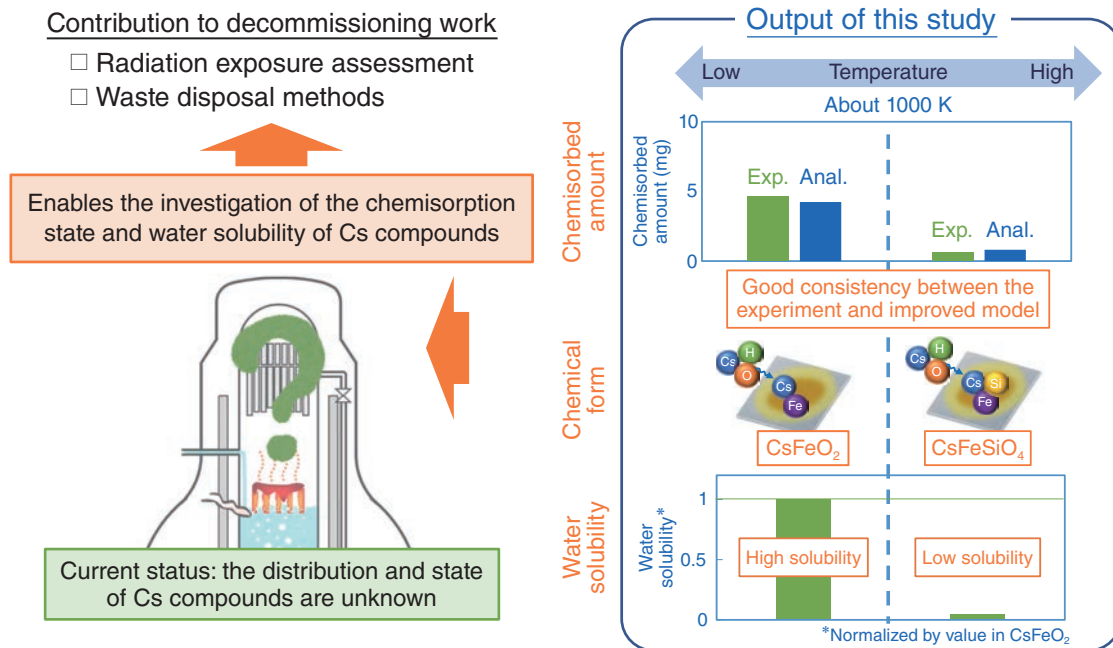 Contribution to decommissioning work
□ Radiation exposure assessment
□ Waste disposal methods
Enables the investigation of the chemisorption
state and water solubility of Cs compounds
Current status: the distribution and state
of Cs compounds are unknown
Output of this study
Low Temperature High
About 1000 K
Chemisorbed
amount
Chemisorbed
amount (mg)
10
5
0
Exp. Anal.
Exp. Anal.
Good consistency between the
experiment and improved model
Chemical
form
Cs H O Cs Fe
Cs H O Cs Si Fe
CsFeO₂
CsFeSiO₄
Water
solubility
Water
solubility*
1
0.5
0
High solubility
Low solubility
*Normalized by value in CsFeO₂